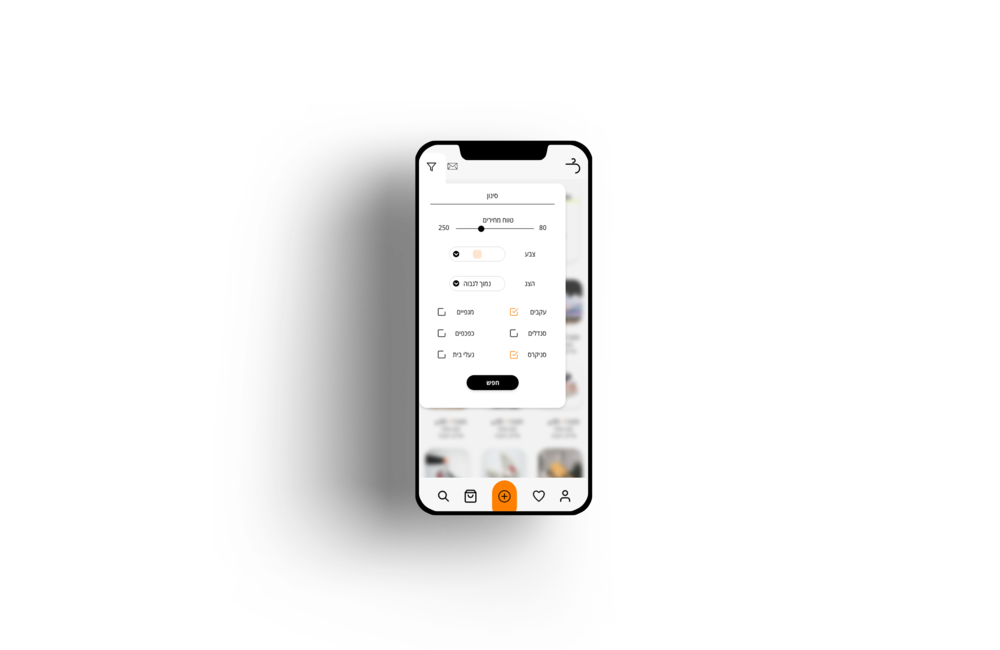 סינון
טווח מחירים
80 250
צבע
הצג נמוך לגבוה
עקבים מגפיים
סנדלים כפכפים
סניקרס נעלי בית
חפש